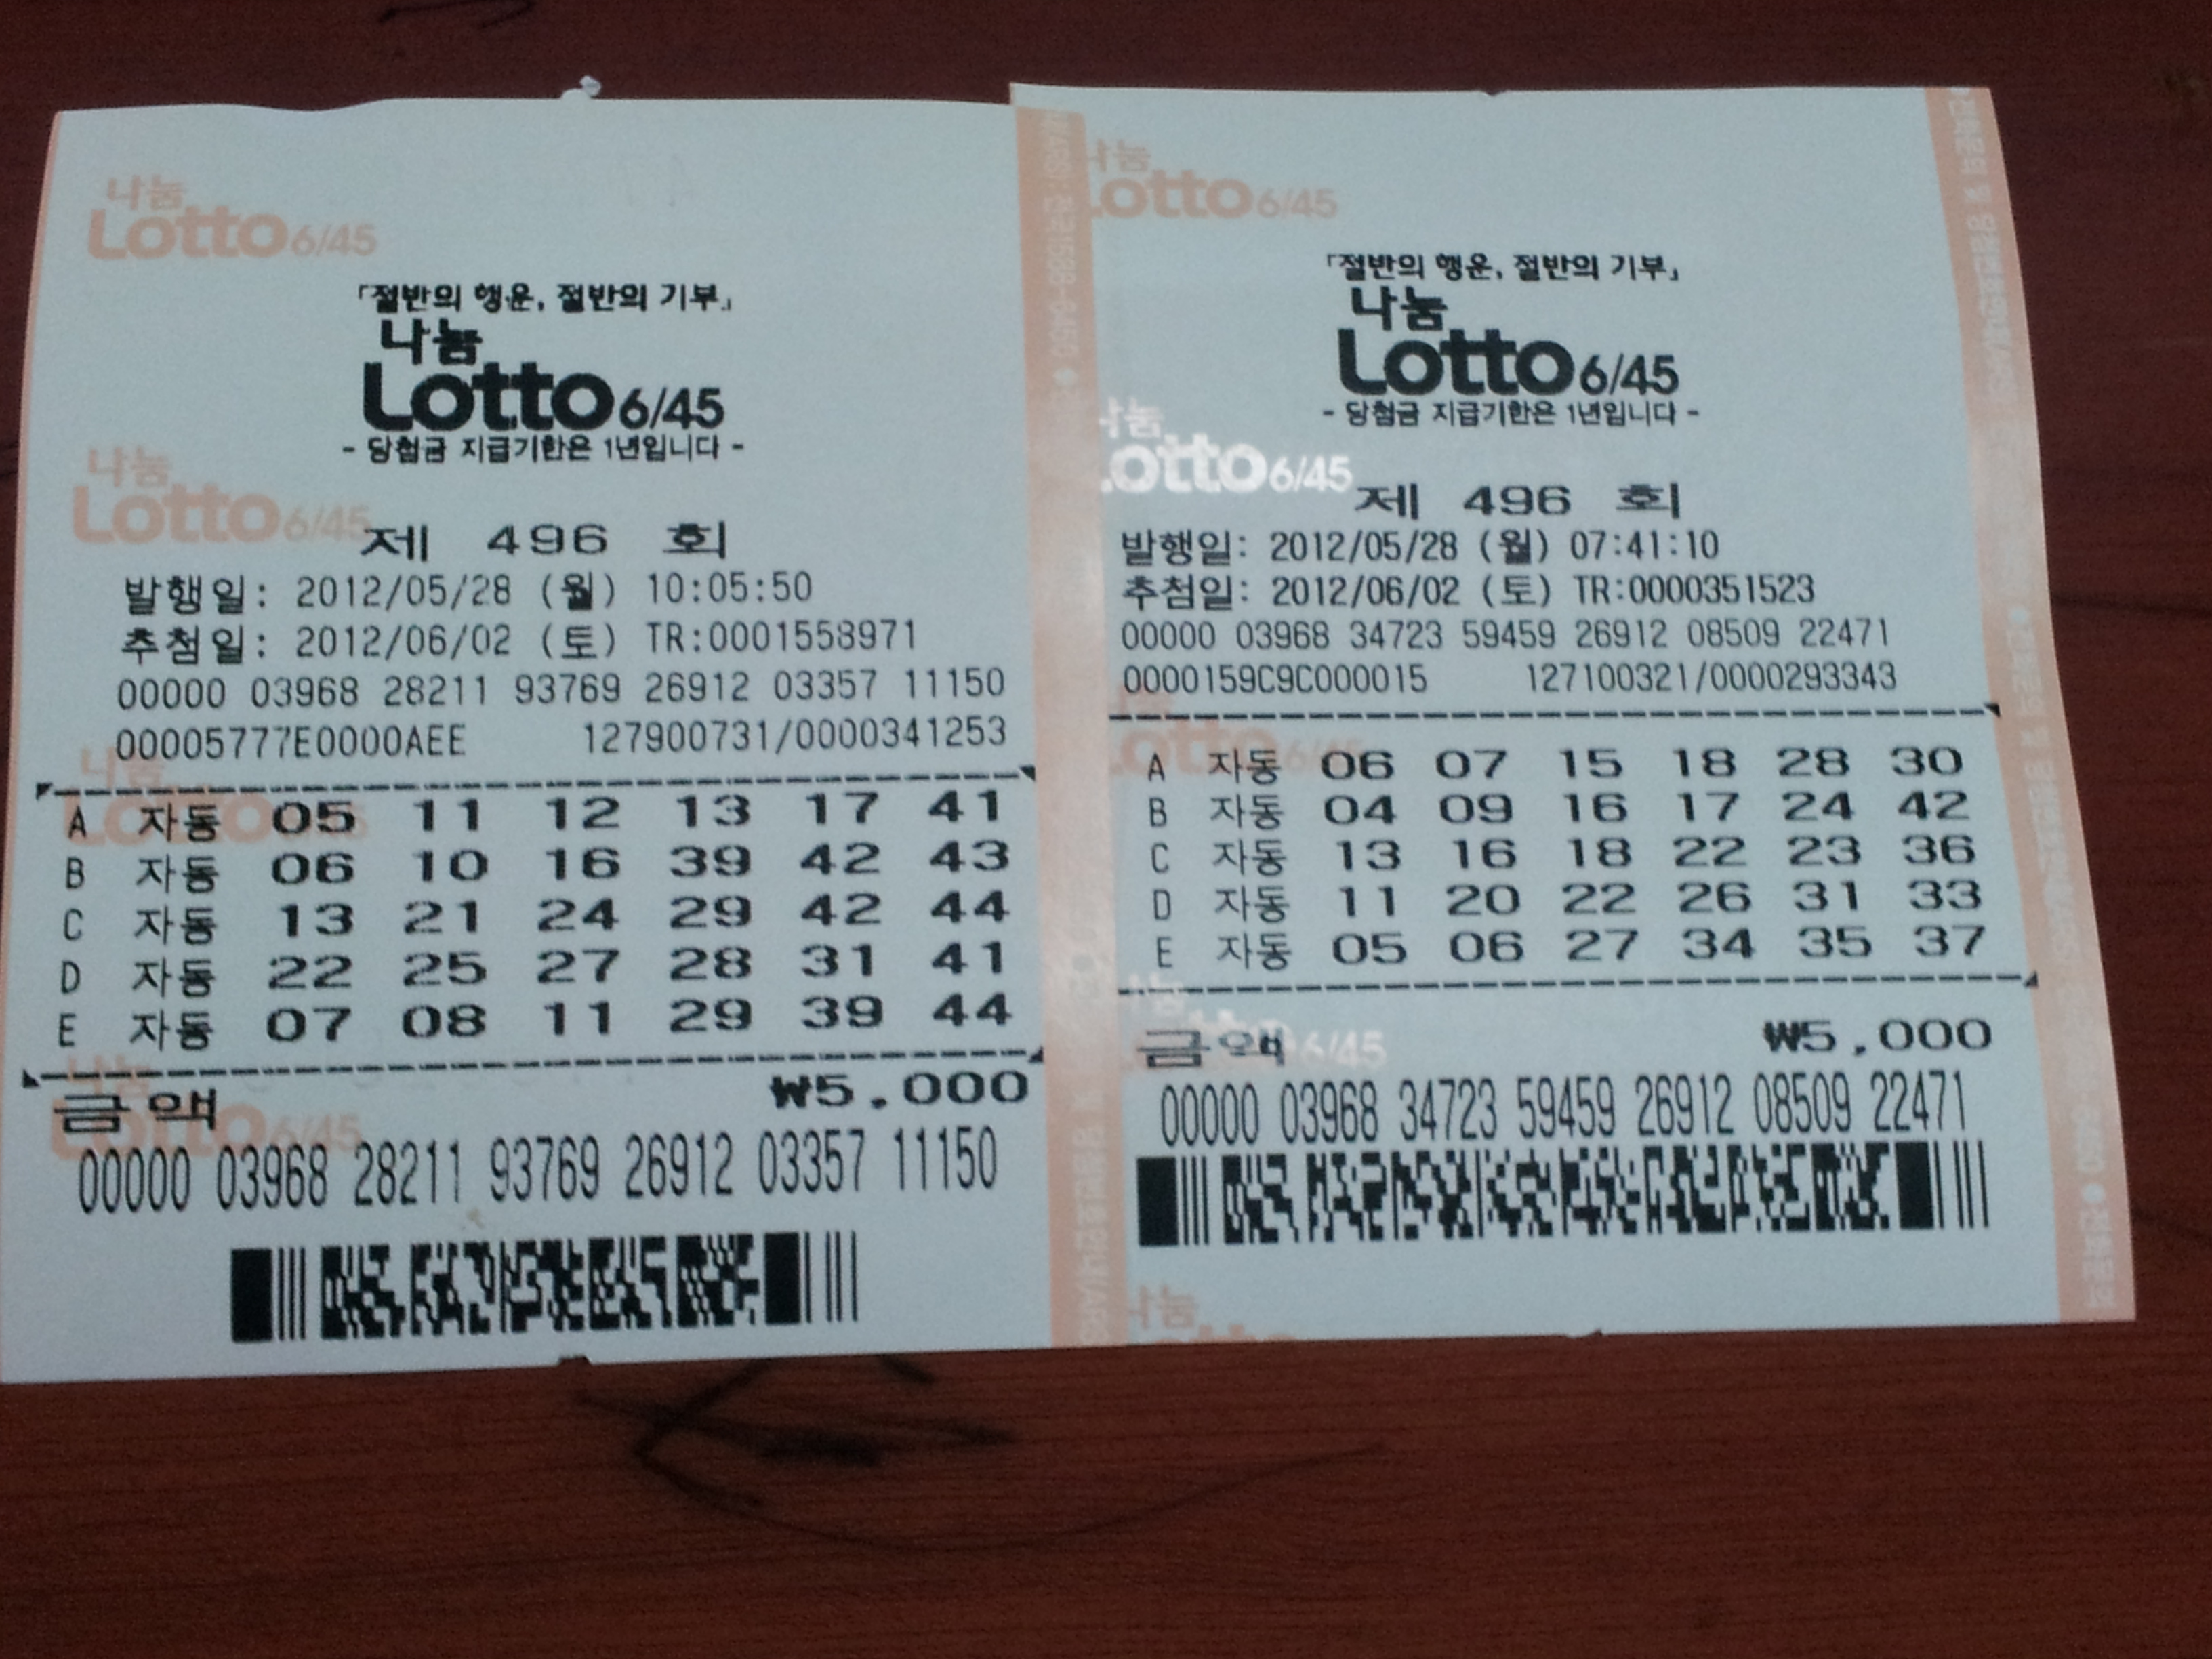 나눔
Lotto 6/45
「절반의 행운, 절반의 기부」
나눔
Lotto 6/45
- 당첨금 지급기한은 1년입니다 -
나눔
Lotto 6/45
제 496 회
발행일: 2012/05/28 (월) 10:05:50
추첨일: 2012/06/02 (토) TR:0001558971
00000 03968 28211 93769 26912 03357 11150
00005777E0000AEE 127900731/0000341253
A 자동 05 11 12 13 17 41
B 자동 06 10 16 39 42 43
C 자동 13 21 24 29 42 44
D 자동 22 25 27 28 31 41
E 자동 07 08 11 29 39 44
금액 ₩5,000
00000 03968 28211 93769 26912 03357 11150
나눔
Lotto 6/45
「절반의 행운, 절반의 기부」
나눔
Lotto 6/45
- 당첨금 지급기한은 1년입니다 -
나눔
Lotto 6/45
제 496 회
발행일: 2012/05/28 (월) 07:41:10
추첨일: 2012/06/02 (토) TR:0000351523
00000 03968 34723 59459 26912 08509 22471
0000159C9C000015 127100321/0000293343
A 자동 06 07 15 18 28 30
B 자동 04 09 16 17 24 42
C 자동 13 16 18 22 23 36
D 자동 11 20 22 26 31 33
E 자동 05 06 27 34 35 37
금액 ₩5,000
00000 03968 34723 59459 26912 08509 22471